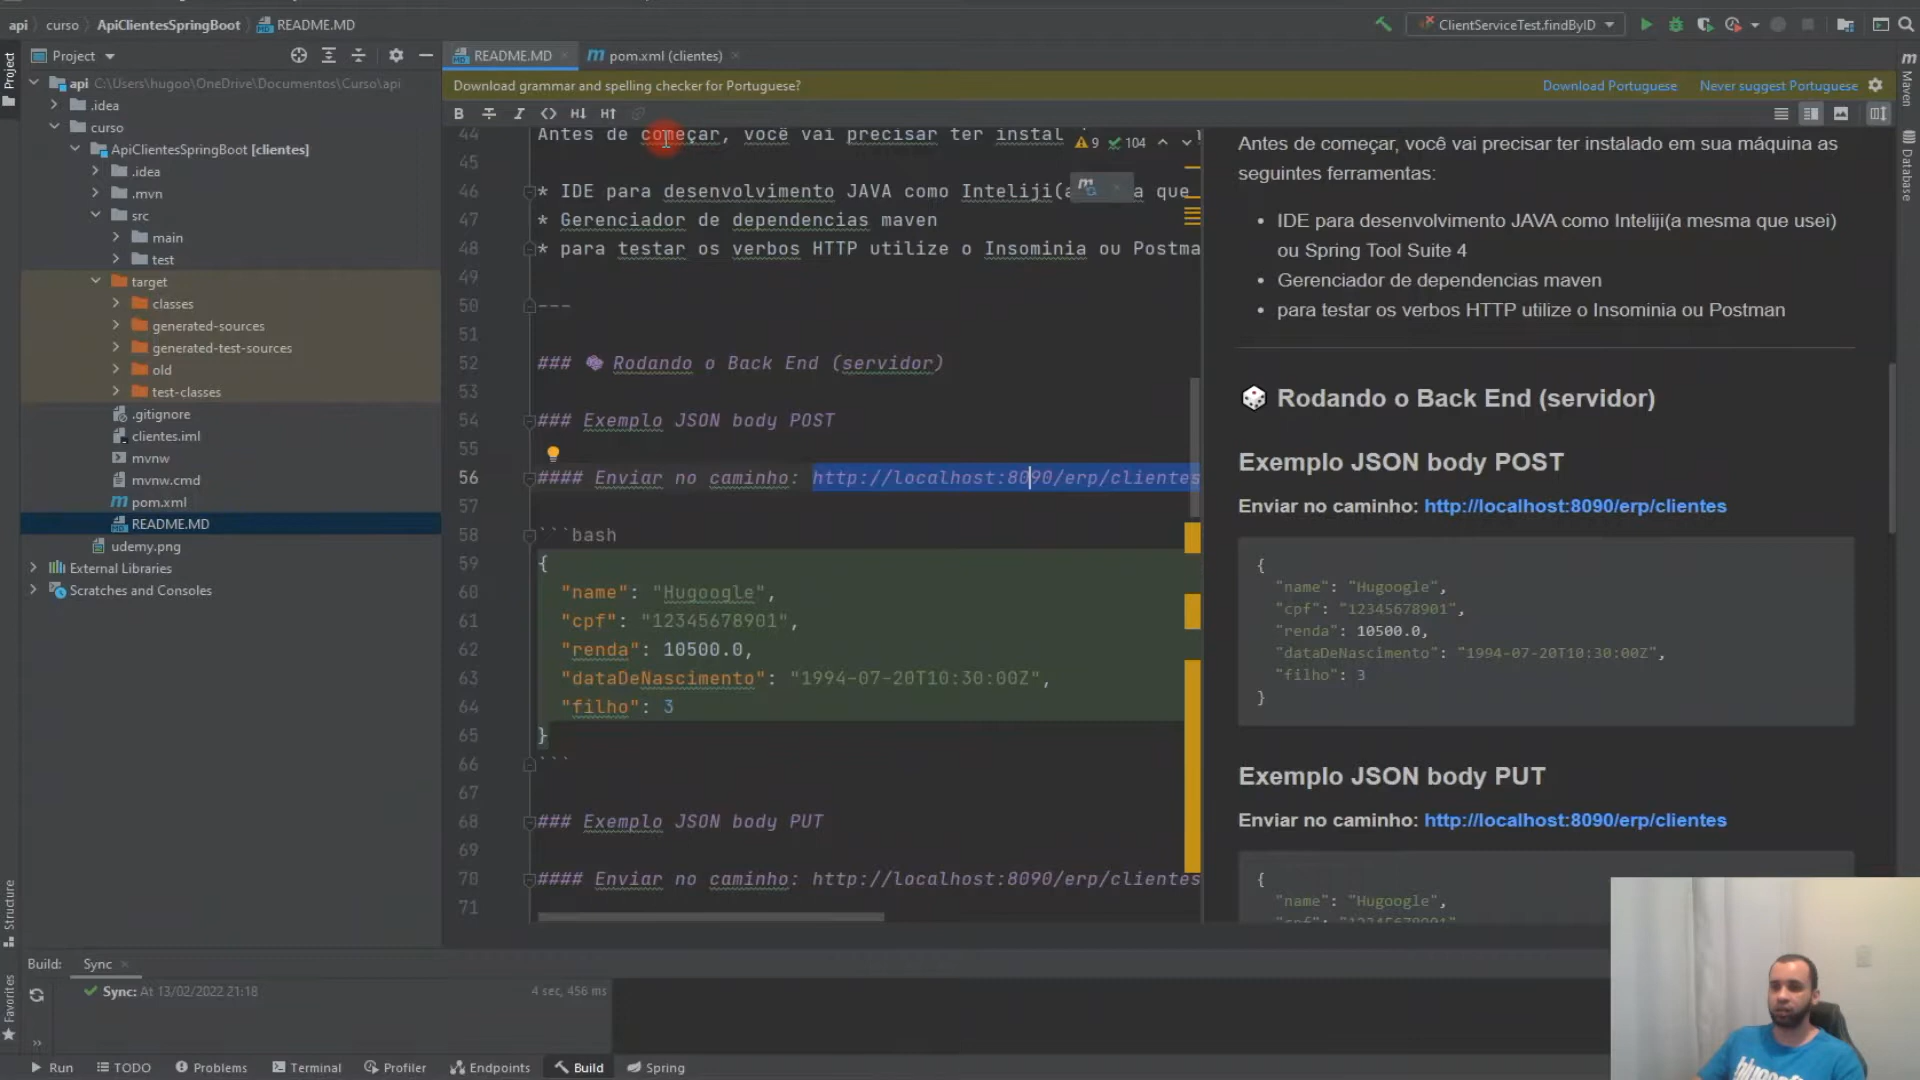 api curso ApiClientesSpringBoot README.MD
ClientServiceTest.findByID
Project
README.MD
pom.xml (clientes)
Download grammar and spelling checker for Portuguese?
Download Portuguese
Never suggest Portuguese
api C:\Users\hugoo\OneDrive\Documentos\Curso\api
.idea
curso
ApiClientesSpringBoot [clientes]
.idea
.mvn
src
main
test
target
classes
generated-sources
generated-test-sources
old
test-classes
.gitignore
clientes.iml
mvnw
mvnw.cmd
pom.xml
README.MD
udemy.png
External Libraries
Scratches and Consoles
B I H↓ H↑
9 104
44 Antes de começar, você vai precisar ter instal
45
46 * IDE para desenvolvimento JAVA como Inteliji(a a que
47 * Gerenciador de dependencias maven
48 * para testar os verbos HTTP utilize o Insominia ou Postma
49
50 ---
51
52 ### Rodando o Back End (servidor)
53
54 ### Exemplo JSON body POST
55
56 #### Enviar no caminho: http://localhost:8090/erp/clientes
57
58 ```bash
59 {
60 "name": "Hugoogle",
61 "cpf": "12345678901",
62 "renda": 10500.0,
63 "dataDeNascimento": "1994-07-20T10:30:00Z",
64 "filho": 3
65 }
66 ```
67
68 ### Exemplo JSON body PUT
69
70 #### Enviar no caminho: http://localhost:8090/erp/clientes
71
Antes de começar, você vai precisar ter instalado em sua máquina as
seguintes ferramentas:
• IDE para desenvolvimento JAVA como Inteliji(a mesma que usei)
ou Spring Tool Suite 4
• Gerenciador de dependencias maven
• para testar os verbos HTTP utilize o Insominia ou Postman
Rodando o Back End (servidor)
Exemplo JSON body POST
Enviar no caminho: http://localhost:8090/erp/clientes
{
"name": "Hugoogle",
"cpf": "12345678901",
"renda": 10500.0,
"dataDeNascimento": "1994-07-20T10:30:00Z",
"filho": 3
}
Exemplo JSON body PUT
Enviar no caminho: http://localhost:8090/erp/clientes
{
"name": "Hugoogle",
Project
Structure
Favorites
Maven
Database
Build: Sync
Sync: At 13/02/2022 21:18
4 sec, 456 ms
Run TODO Problems Terminal Profiler Endpoints Build Spring